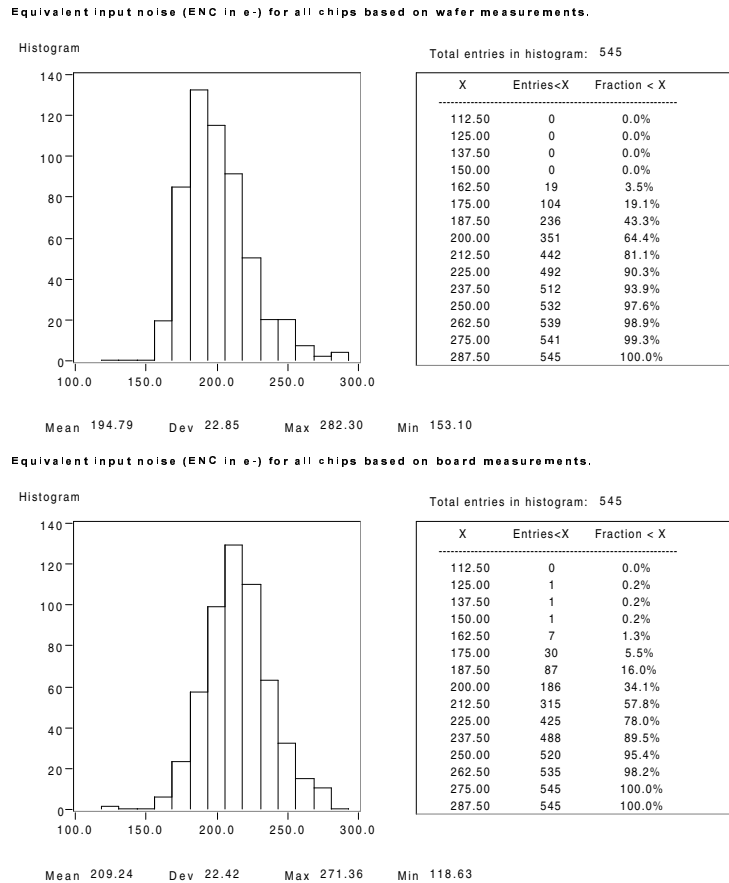 Equivalent input noise (ENC in e-) for all chips based on wafer measurements.
Histogram
Total entries in histogram: 545
140
120
100
80
60
40
20
0
100.0 150.0 200.0 250.0 300.0
X Entries<X Fraction < X
112.50 0 0.0%
125.00 0 0.0%
137.50 0 0.0%
150.00 0 0.0%
162.50 19 3.5%
175.00 104 19.1%
187.50 236 43.3%
200.00 351 64.4%
212.50 442 81.1%
225.00 492 90.3%
237.50 512 93.9%
250.00 532 97.6%
262.50 539 98.9%
275.00 541 99.3%
287.50 545 100.0%
Mean 194.79 Dev 22.85 Max 282.30 Min 153.10
Equivalent input noise (ENC in e-) for all chips based on board measurements.
Histogram
Total entries in histogram: 545
140
120
100
80
60
40
20
0
100.0 150.0 200.0 250.0 300.0
X Entries<X Fraction < X
112.50 0 0.0%
125.00 1 0.2%
137.50 1 0.2%
150.00 1 0.2%
162.50 7 1.3%
175.00 30 5.5%
187.50 87 16.0%
200.00 186 34.1%
212.50 315 57.8%
225.00 425 78.0%
237.50 488 89.5%
250.00 520 95.4%
262.50 535 98.2%
275.00 545 100.0%
287.50 545 100.0%
Mean 209.24 Dev 22.42 Max 271.36 Min 118.63